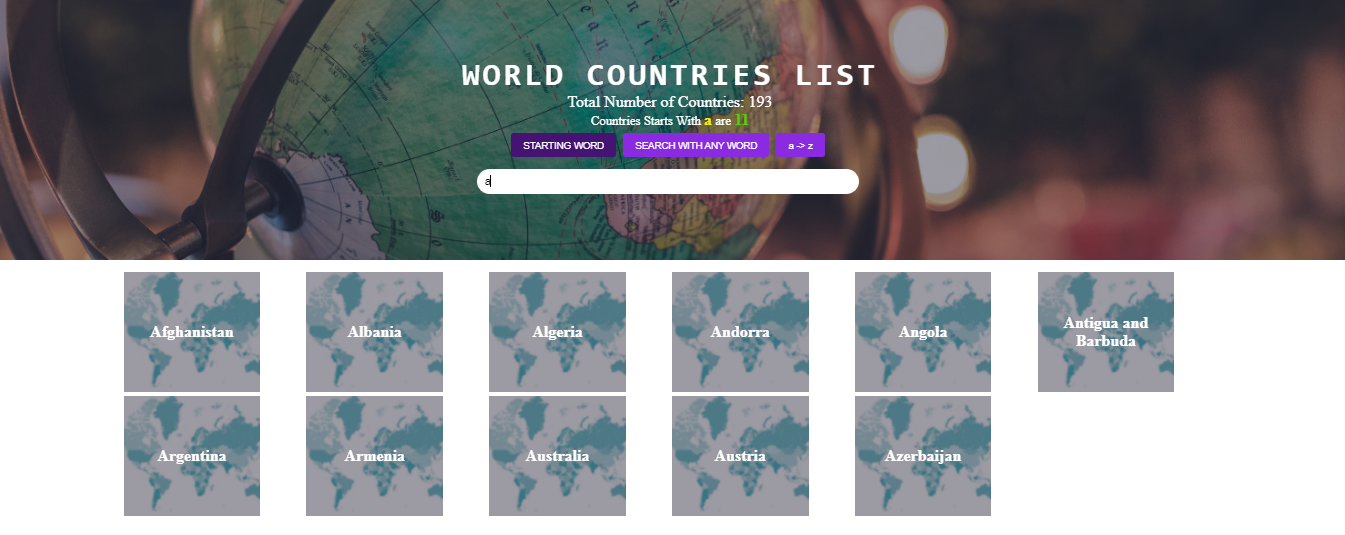 WORLD COUNTRIES LIST
Total Number of Countries: 193
Countries Starts With a are 11
STARTING WORD
SEARCH WITH ANY WORD
a -> z
a
Afghanistan
Albania
Algeria
Andorra
Angola
Antigua and
Barbuda
Argentina
Armenia
Australia
Austria
Azerbaijan